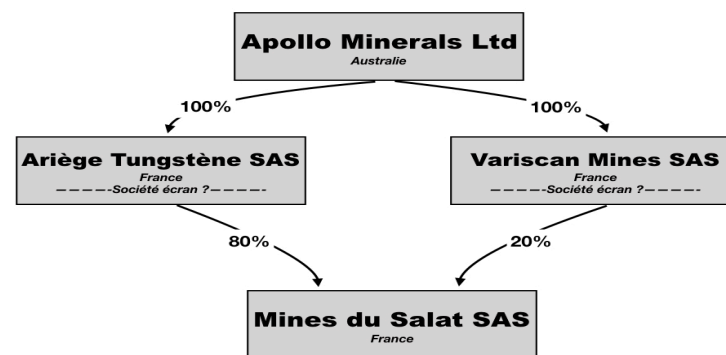 Apollo Minerals Ltd
Australie
100%
100%
Ariège Tungstène SAS
France
-----Société écran ?-----
Variscan Mines SAS
France
-----Société écran ?-----
80%
20%
Mines du Salat SAS
France